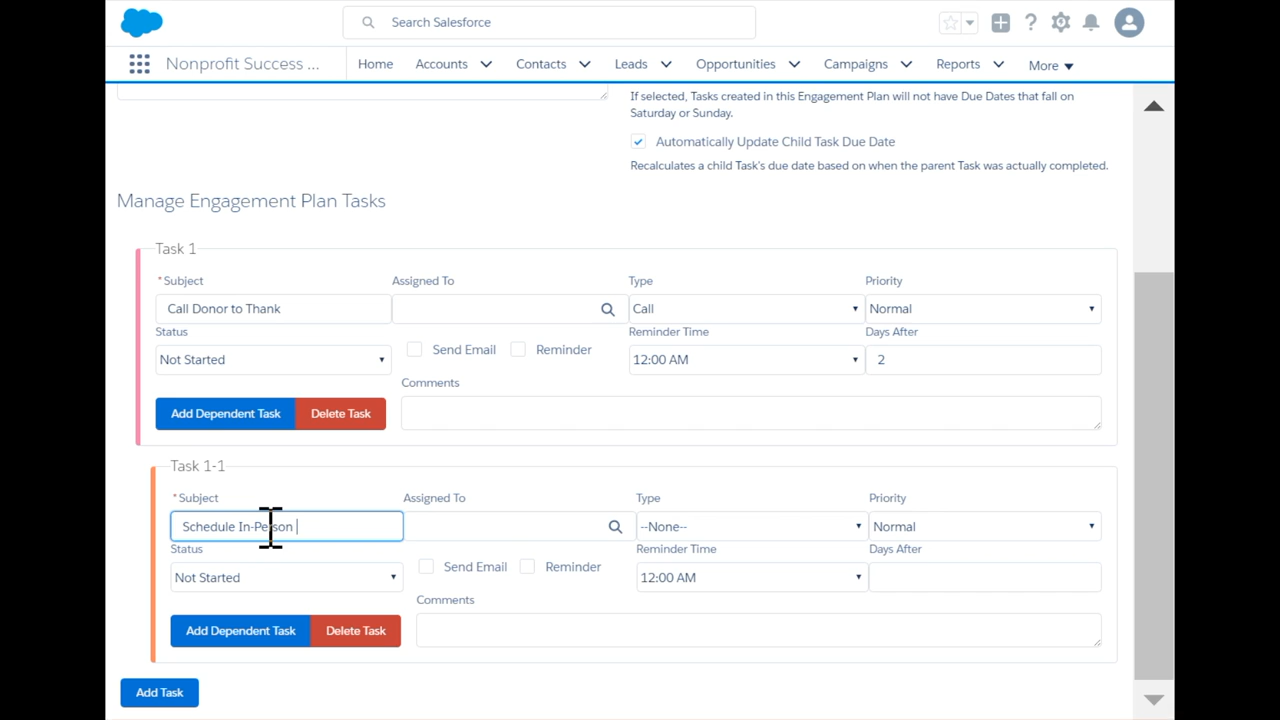 Search Salesforce
Nonprofit Success ... Home Accounts Contacts Leads Opportunities Campaigns Reports More
If selected, Tasks created in this Engagement Plan will not have Due Dates that fall on
Saturday or Sunday.
Automatically Update Child Task Due Date
Recalculates a child Task's due date based on when the parent Task was actually completed.
Manage Engagement Plan Tasks
Task 1
*Subject Assigned To Type Priority
Call Donor to Thank Call Normal
Status Reminder Time Days After
Not Started Send Email Reminder 12:00 AM 2
Comments
Add Dependent Task Delete Task
Task 1-1
*Subject Assigned To Type Priority
Schedule In-Person --None-- Normal
Status Reminder Time Days After
Not Started Send Email Reminder 12:00 AM
Comments
Add Dependent Task Delete Task
Add Task